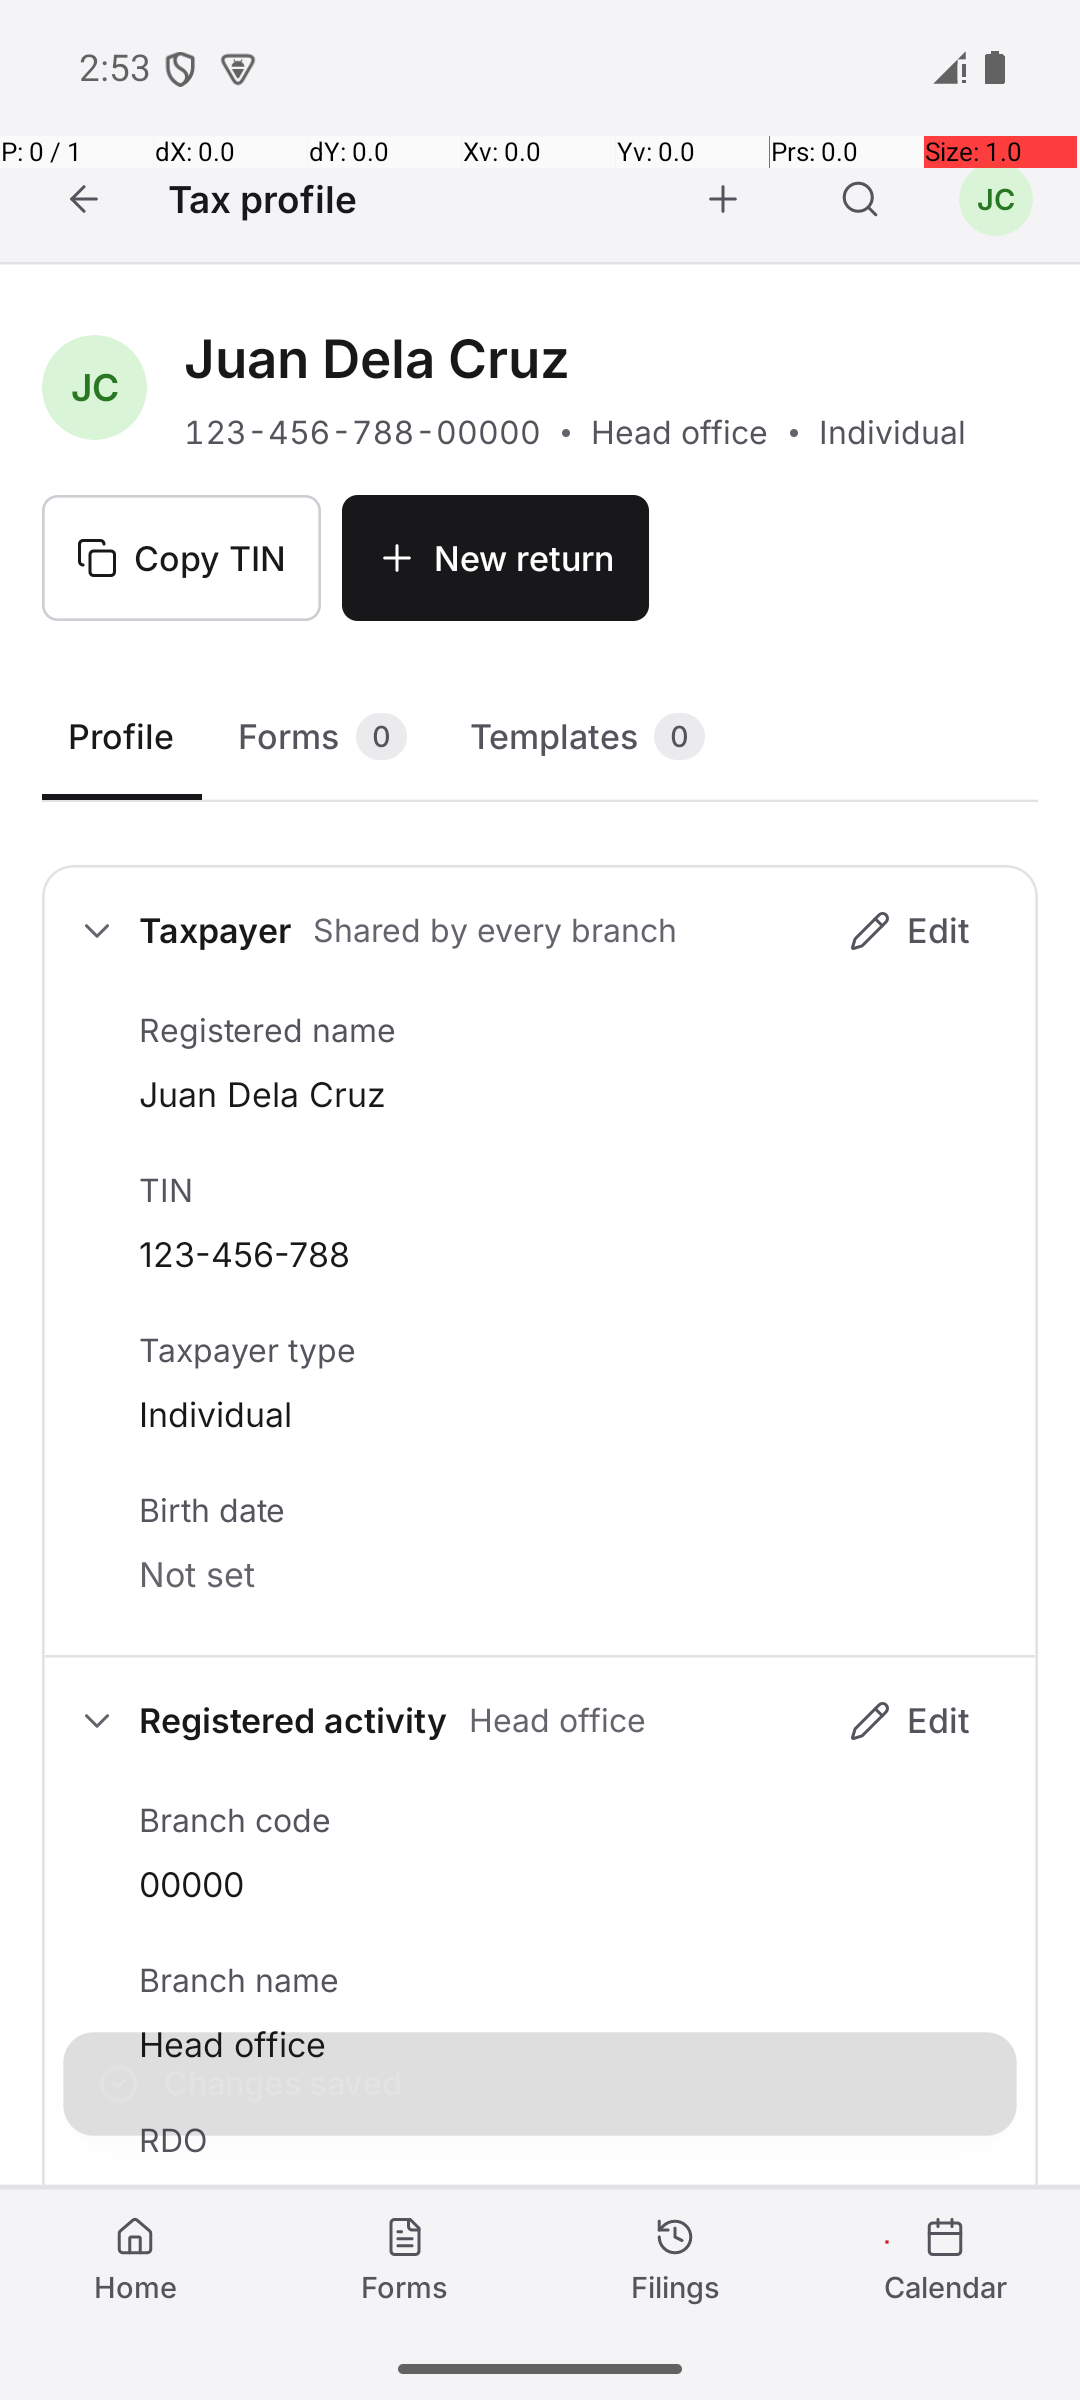 2:53
P: 0 / 1 dX: 0.0 dY: 0.0 Xv: 0.0 Yv: 0.0 Prs: 0.0 Size: 1.0
Tax profile JC
JC Juan Dela Cruz
123-456-788-00000 • Head office • Individual
Copy TIN New return
Profile Forms 0 Templates 0
Taxpayer Shared by every branch Edit
Registered name
Juan Dela Cruz
TIN
123-456-788
Taxpayer type
Individual
Birth date
Not set
Registered activity Head office Edit
Branch code
00000
Branch name
Head office
Changes saved
RDO
Home Forms Filings Calendar